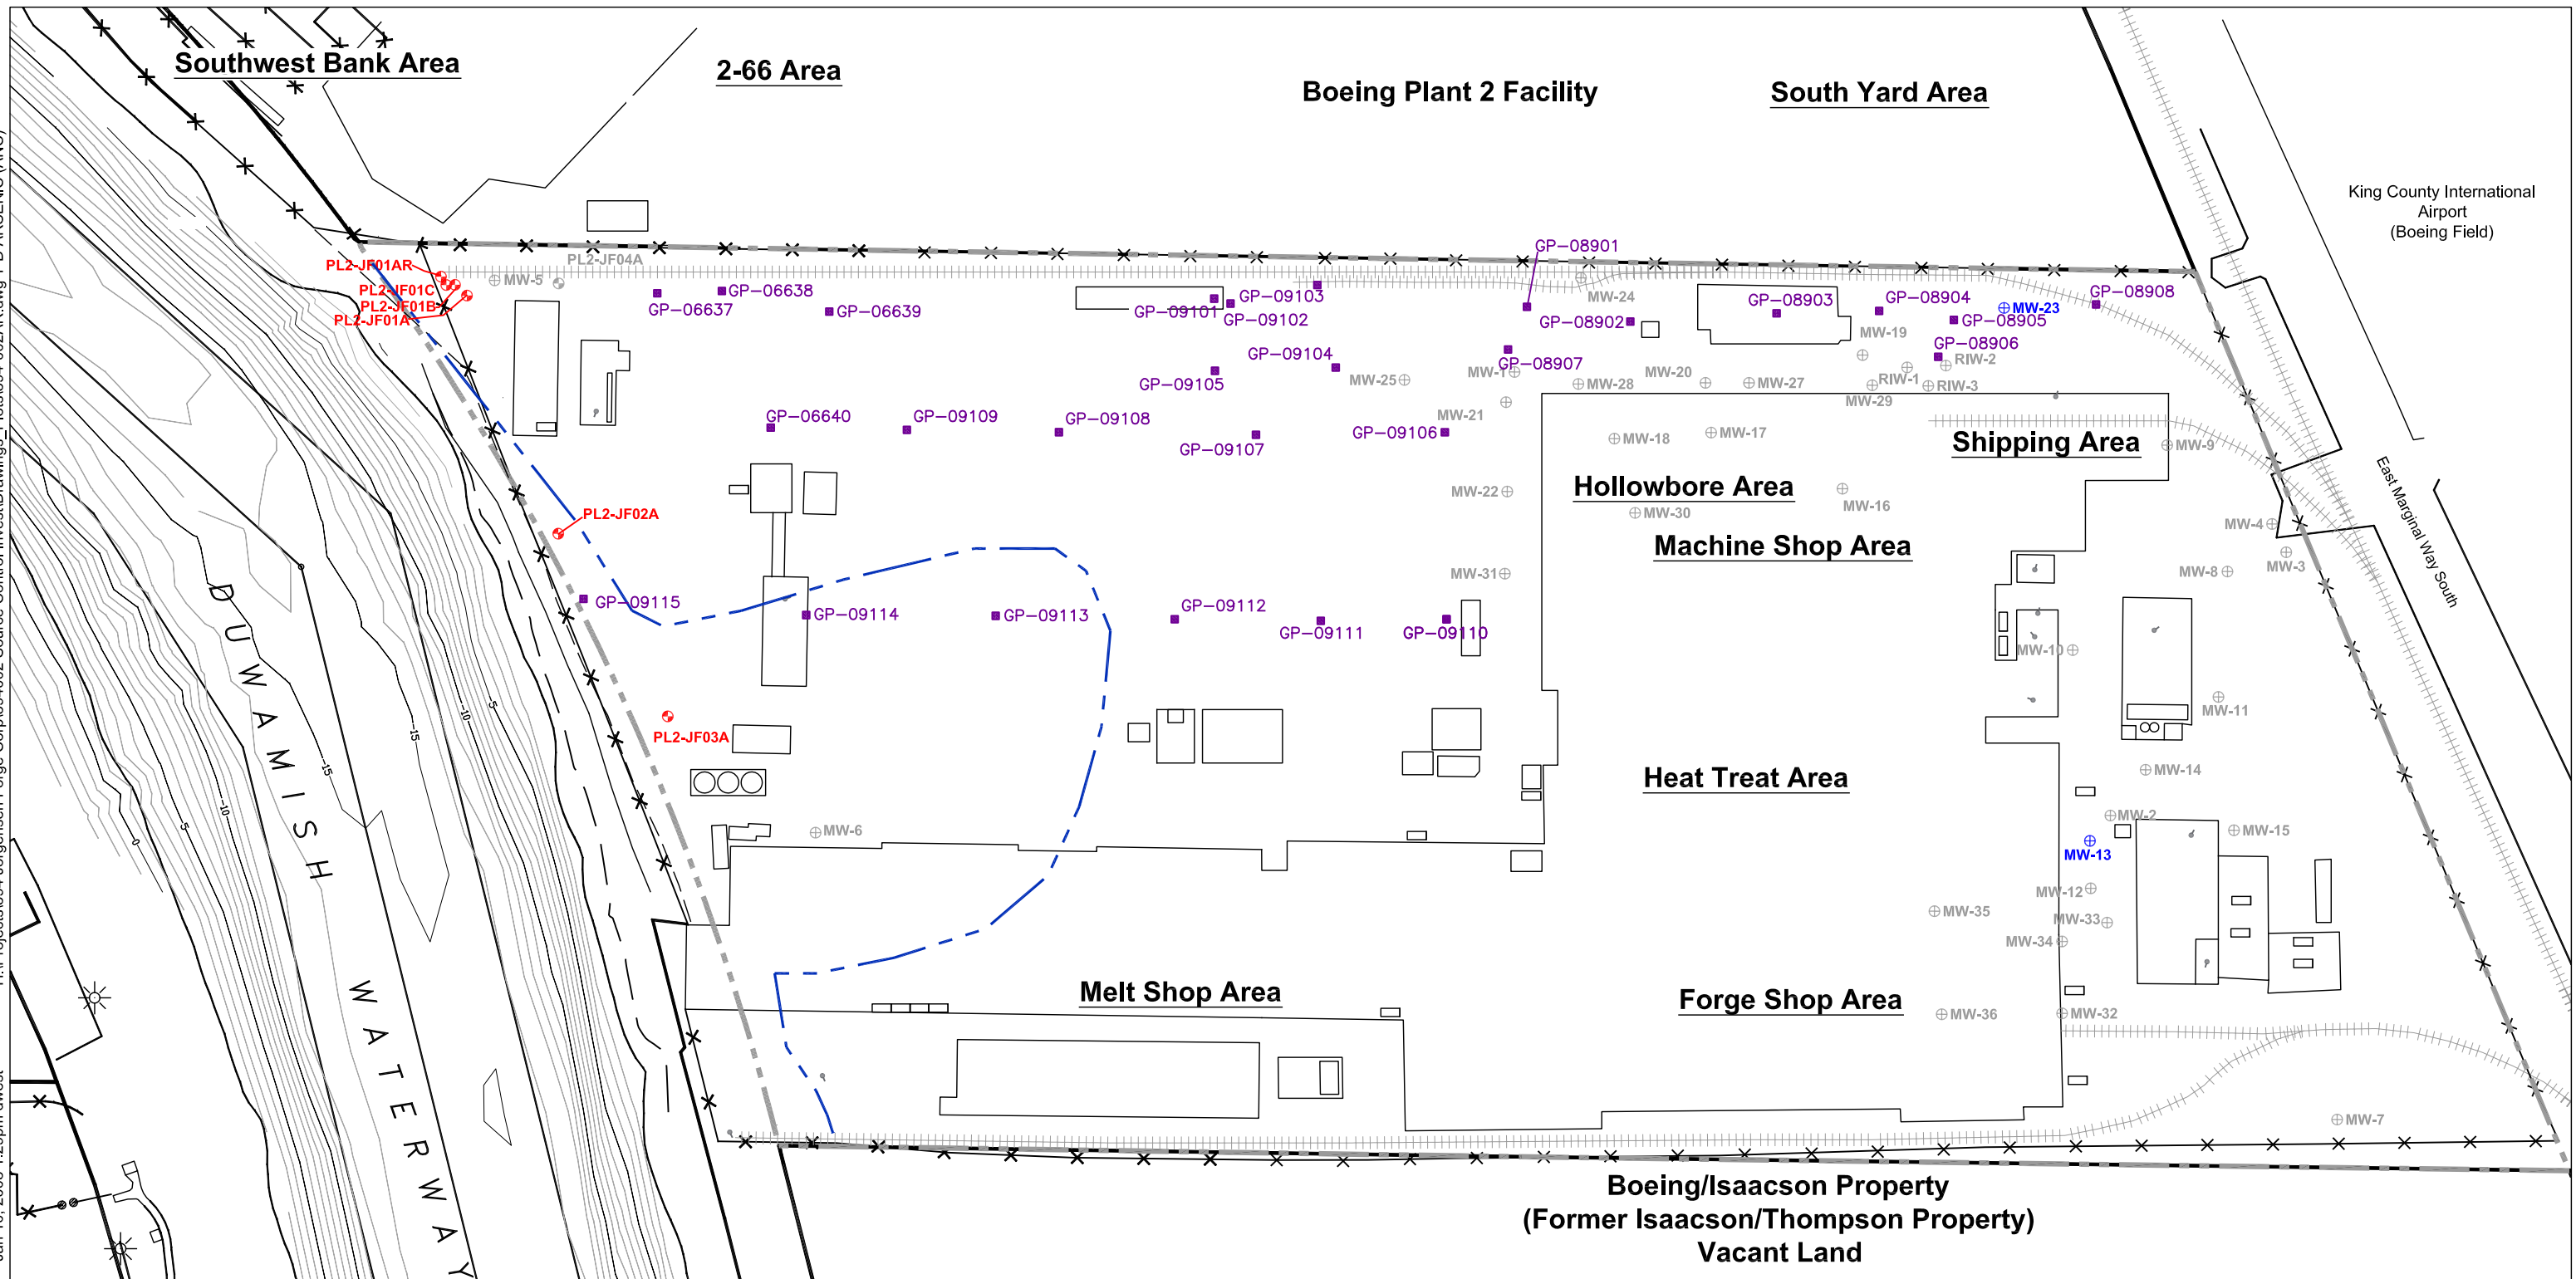 Southwest Bank Area
2-66 Area
Boeing Plant 2 Facility
South Yard Area
King County International
Airport
(Boeing Field)
East Marginal Way South
PL2-JF01AR
PL2-JF01C
PL2-JF01B
PL2-JF01A
MW-5
PL2-JF04A
GP-06637
GP-06638
GP-06639
GP-09101
GP-09102
GP-09103
GP-08901
MW-24
GP-08902
GP-08903
GP-08904
MW-19
GP-08905
MW-23
GP-08908
GP-08906
RIW-2
GP-09104
GP-09105
MW-25
MW-1
GP-08907
MW-28
MW-20
MW-27
RIW-1
RIW-3
MW-29
MW-21
GP-06640
GP-09109
GP-09108
GP-09107
GP-09106
MW-18
MW-17
Shipping Area
MW-9
Hollowbore Area
MW-22
MW-30
MW-16
PL2-JF02A
MW-4
Machine Shop Area
MW-31
MW-8
MW-3
GP-09115
GP-09114
GP-09113
GP-09112
GP-09111
GP-09110
MW-10
MW-11
PL2-JF03A
Heat Treat Area
MW-14
MW-2
MW-6
MW-15
MW-13
MW-12
MW-35
MW-33
MW-34
Melt Shop Area
Forge Shop Area
MW-36
MW-32
MW-7
DUWAMISH WATERWAY
-5
-10
-15
-15
-10
-5
0
Boeing/Isaacson Property
(Former Isaacson/Thompson Property)
Vacant Land